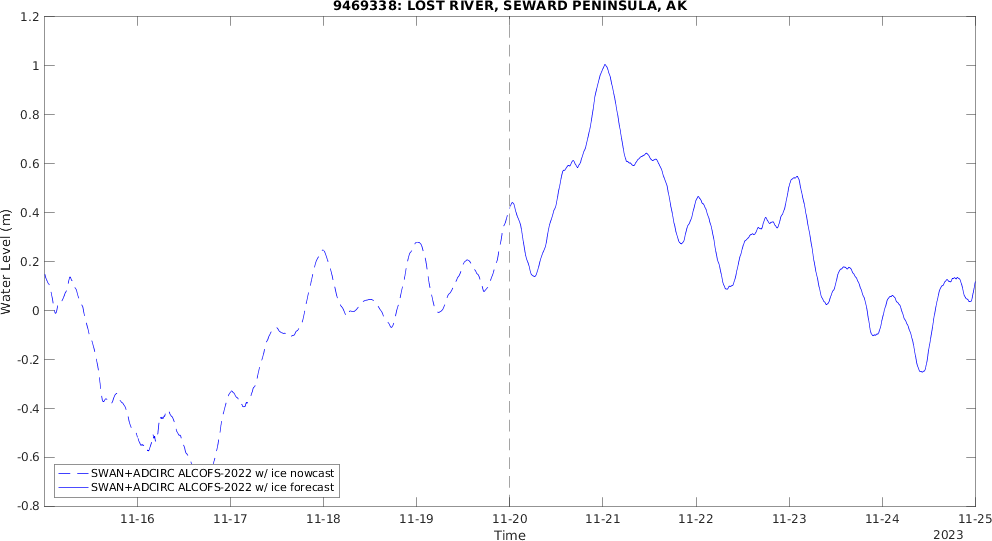 9469338: LOST RIVER, SEWARD PENINSULA, AK
1.2
1
0.8
0.6
0.4
0.2
0
-0.2
-0.4
-0.6
-0.8
Water Level (m)
SWAN+ADCIRC ALCOFS-2022 w/ ice nowcast
SWAN+ADCIRC ALCOFS-2022 w/ ice forecast
11-16 11-17 11-18 11-19 11-20 11-21 11-22 11-23 11-24 11-25
Time
2023